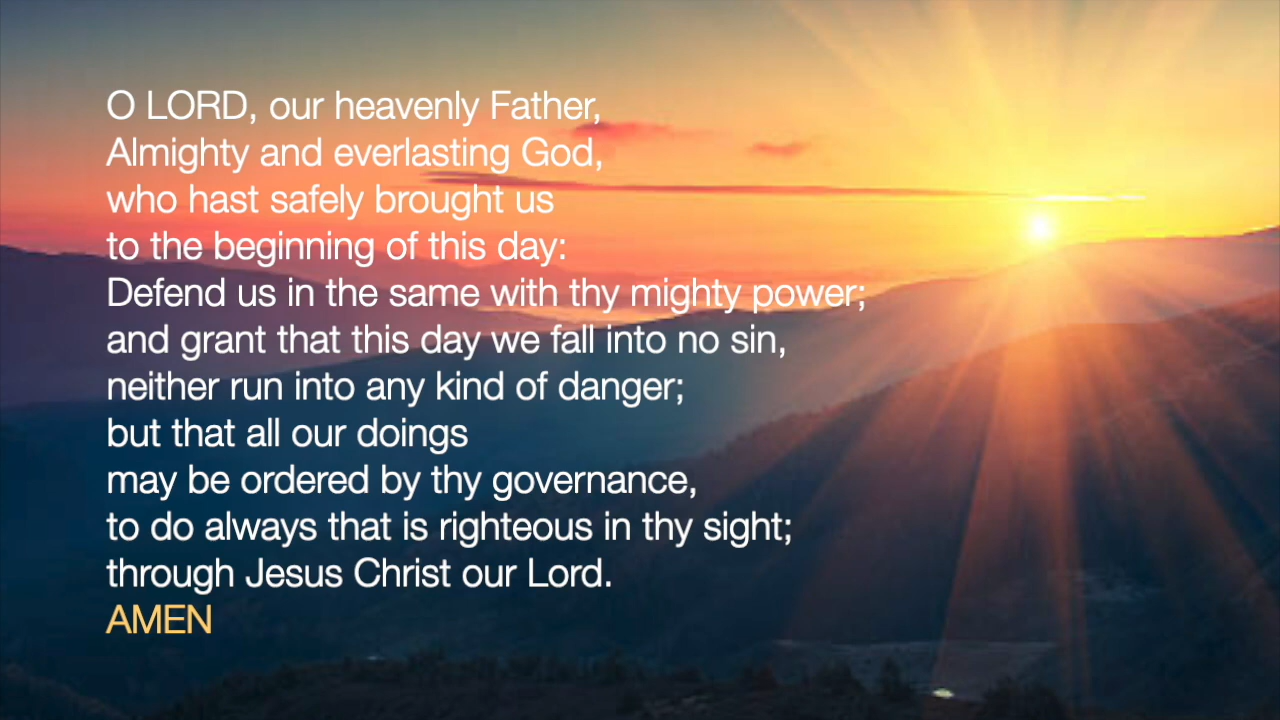 O LORD, our heavenly Father,
Almighty and everlasting God,
who hast safely brought us
to the beginning of this day:
Defend us in the same with thy mighty power;
and grant that this day we fall into no sin,
neither run into any kind of danger;
but that all our doings
may be ordered by thy governance,
to do always that is righteous in thy sight;
through Jesus Christ our Lord.
AMEN